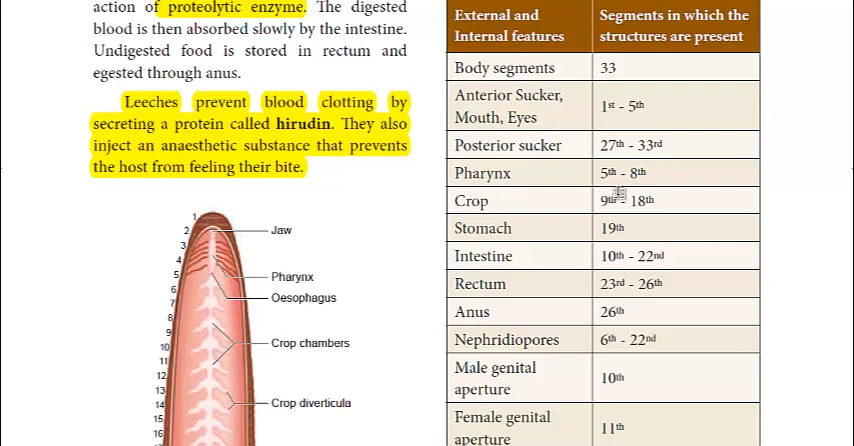 action of proteolytic enzyme. The digested
blood is then absorbed slowly by the intestine.
Undigested food is stored in rectum and
egested through anus.
Leeches prevent blood clotting by
secreting a protein called hirudin. They also
inject an anaesthetic substance that prevents
the host from feeling their bite.
1
2
3
4
5
6
7
8
9
10
11
12
13
14
15
16
Jaw
Pharynx
Oesophagus
Crop chambers
Crop diverticula
External and Internal features Segments in which the structures are present
Body segments 33
Anterior Sucker, Mouth, Eyes 1st - 5th
Posterior sucker 27th - 33rd
Pharynx 5th - 8th
Crop 9th - 18th
Stomach 19th
Intestine 10th - 22nd
Rectum 23rd - 26th
Anus 26th
Nephridiopores 6th - 22nd
Male genital aperture 10th
Female genital aperture 11th